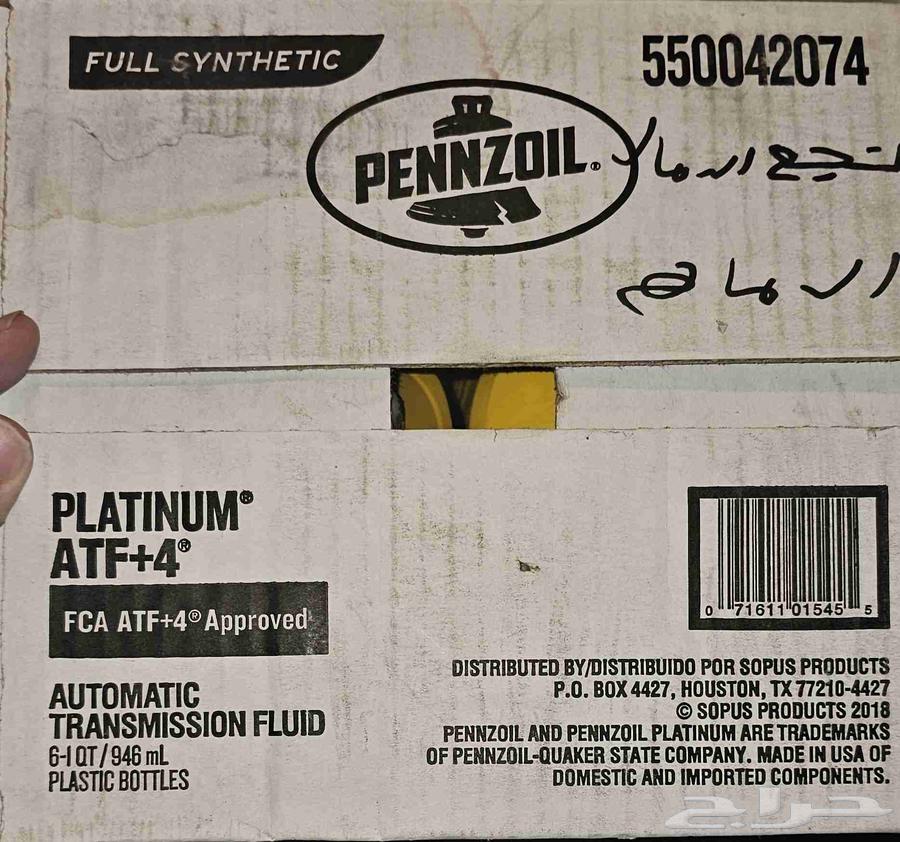 FULL SYNTHETIC
550042074
PENNZOIL®
PLATINUM®
ATF+4®
FCA ATF+4® Approved
AUTOMATIC
TRANSMISSION FLUID
6-1 QT / 946 mL
PLASTIC BOTTLES
0 71611 01545 5
DISTRIBUTED BY/DISTRIBUIDO POR SOPUS PRODUCTS
P.O. BOX 4427, HOUSTON, TX 77210-4427
© SOPUS PRODUCTS 2018
PENNZOIL AND PENNZOIL PLATINUM ARE TRADEMARKS
OF PENNZOIL-QUAKER STATE COMPANY. MADE IN USA OF
DOMESTIC AND IMPORTED COMPONENTS.
حراج